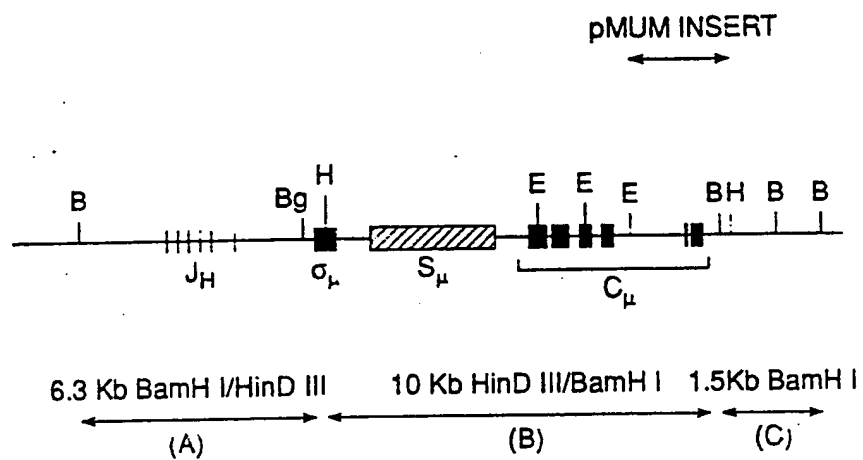 pMUM INSERT
B Bg H E E E B H B B
J_H σ_μ S_μ C_μ
6.3 Kb BamH I/HinD III 10 Kb HinD III/BamH I 1.5Kb BamH I
(A) (B) (C)